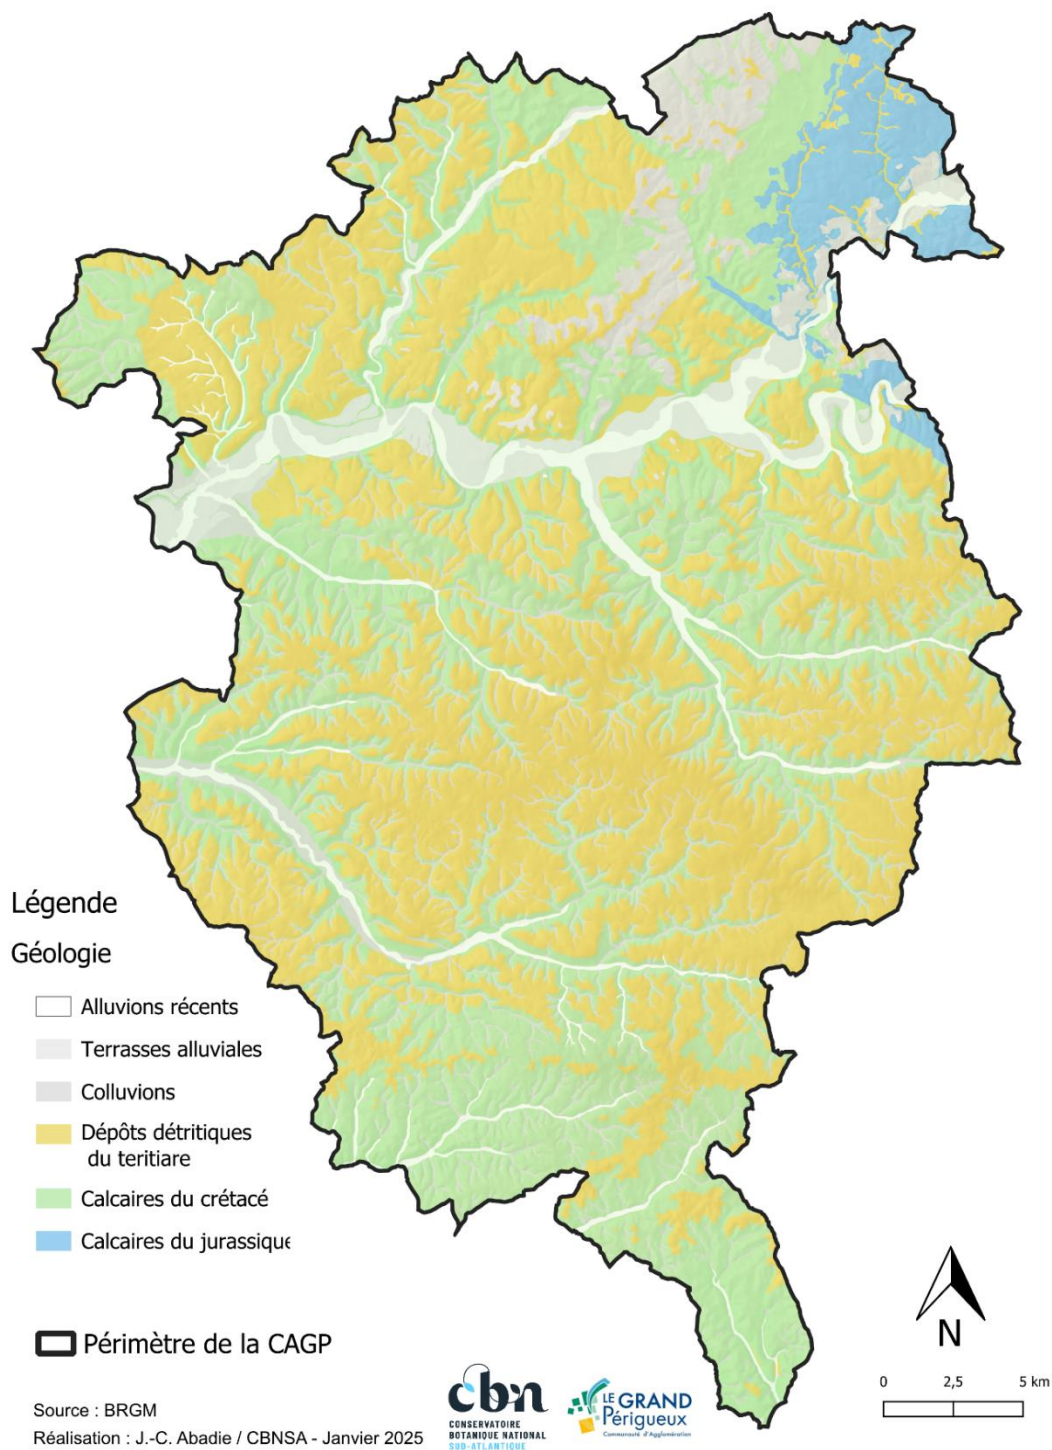 Légende
Géologie
Alluvions récents
Terrasses alluviales
Colluvions
Dépôts détritiques
du teritiare
Calcaires du crétacé
Calcaires du jurassique
Périmètre de la CAGP
Source : BRGM
Réalisation : J.-C. Abadie / CBNSA - Janvier 2025
cbn
CONSERVATOIRE
BOTANIQUE NATIONAL
SUD-ATLANTIQUE
LE GRAND
Périgueux
Communauté d'Agglomération
N
0 2,5 5 km